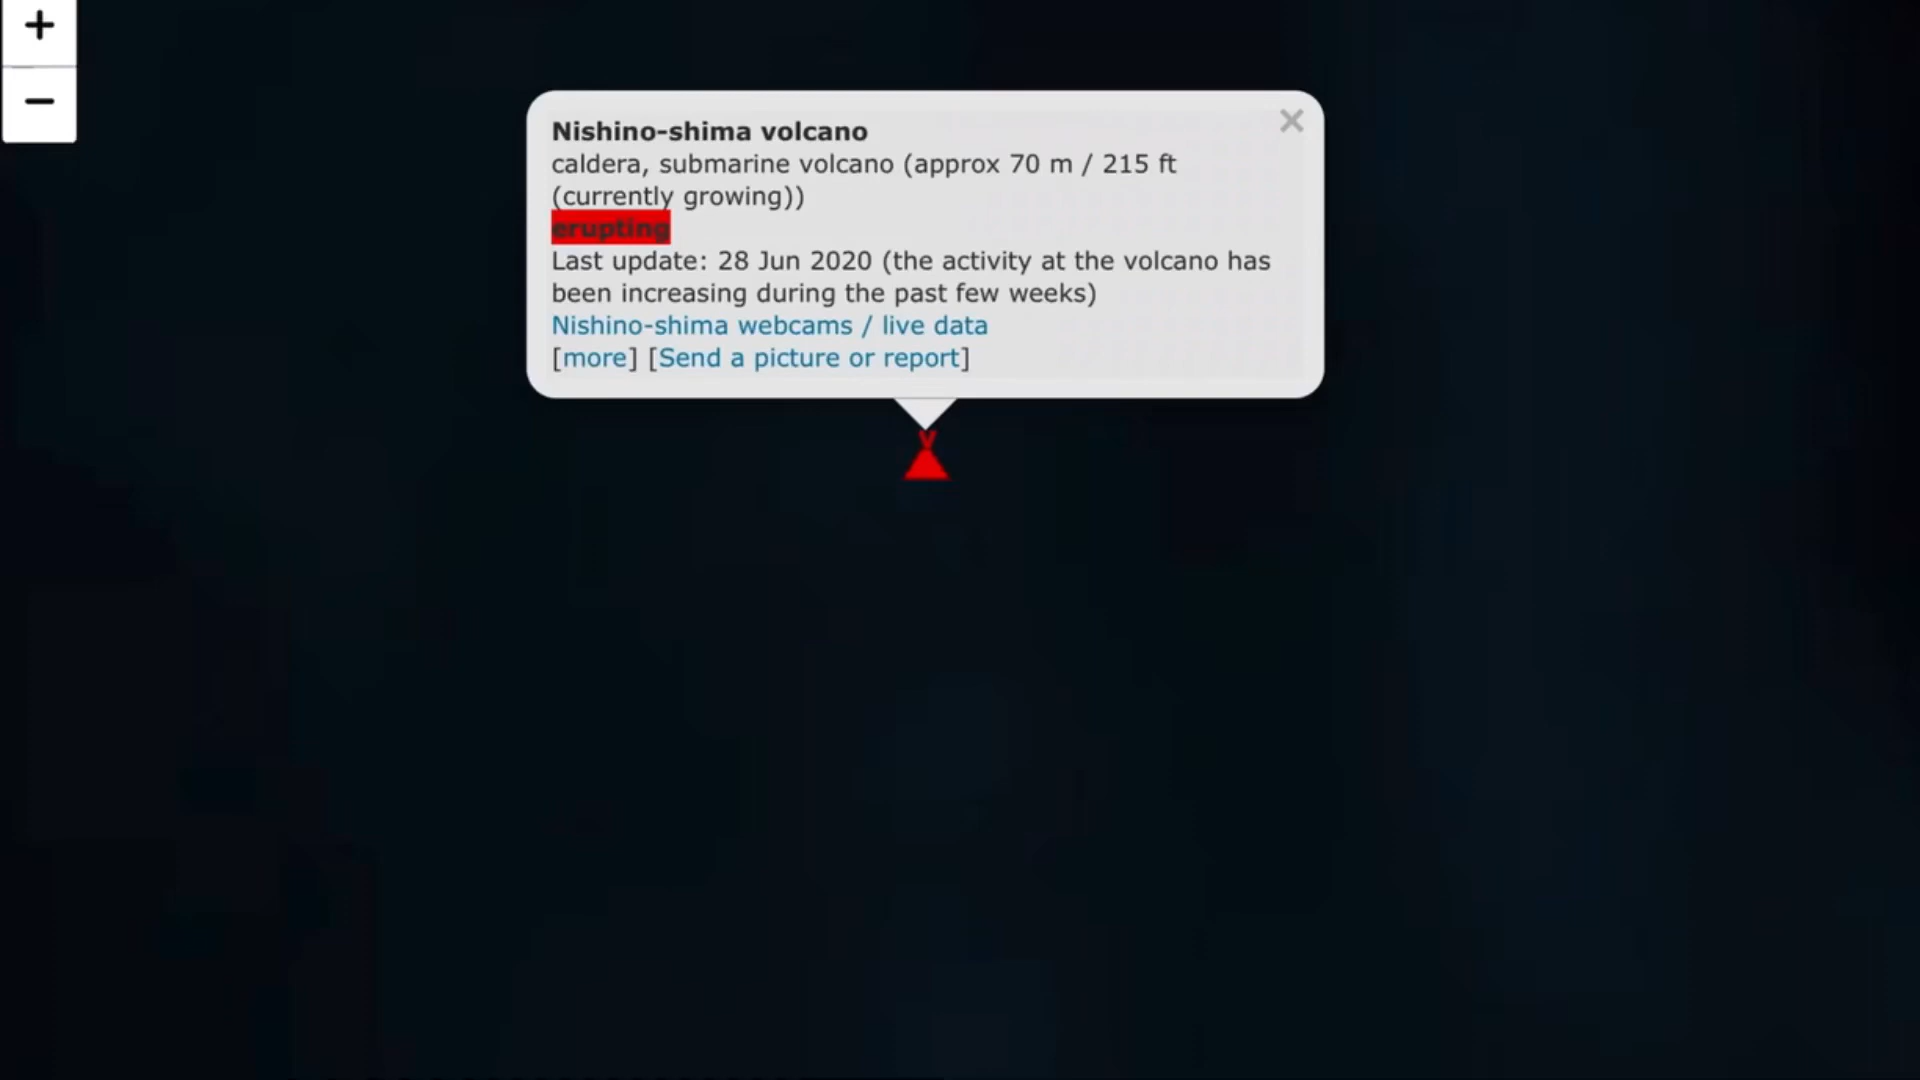 +
−
Nishino-shima volcano
caldera, submarine volcano (approx 70 m / 215 ft
(currently growing))
erupting
Last update: 28 Jun 2020 (the activity at the volcano has
been increasing during the past few weeks)
Nishino-shima webcams / live data
[more] [Send a picture or report]